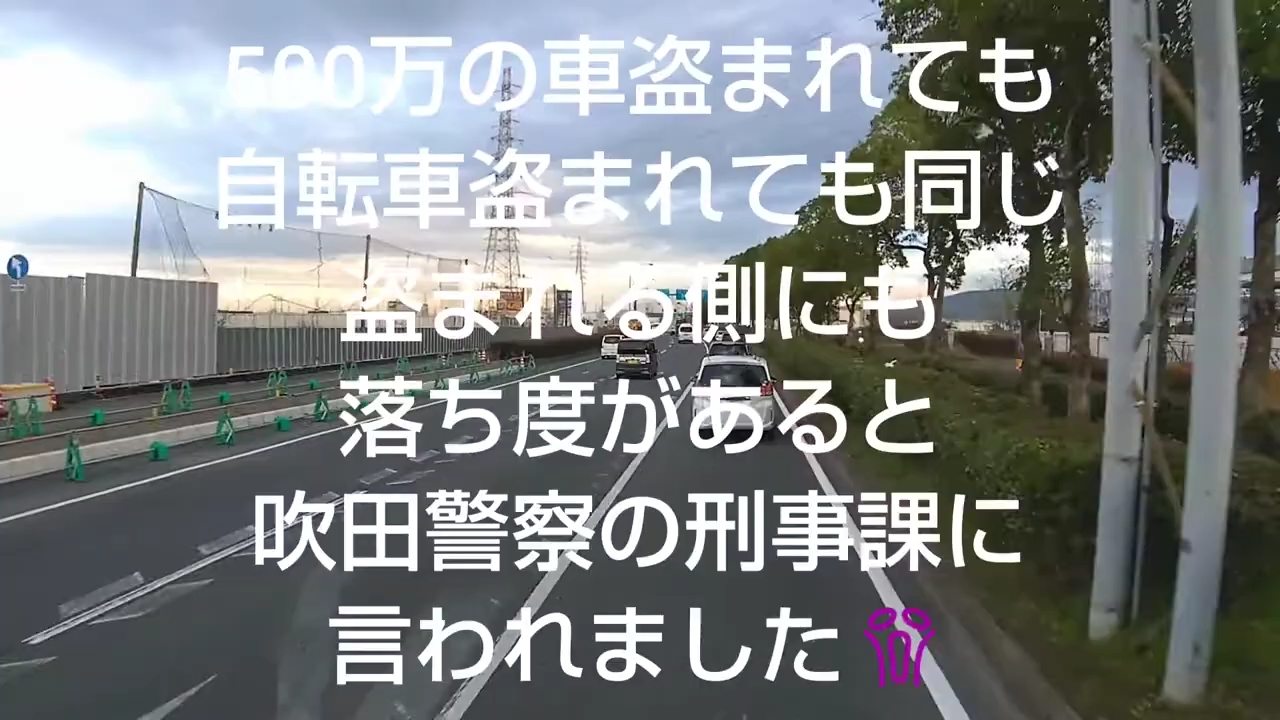 500万の車盗まれても
自転車盗まれても同じ
盗まれる側にも
落ち度があると
吹田警察の刑事課に
言われました